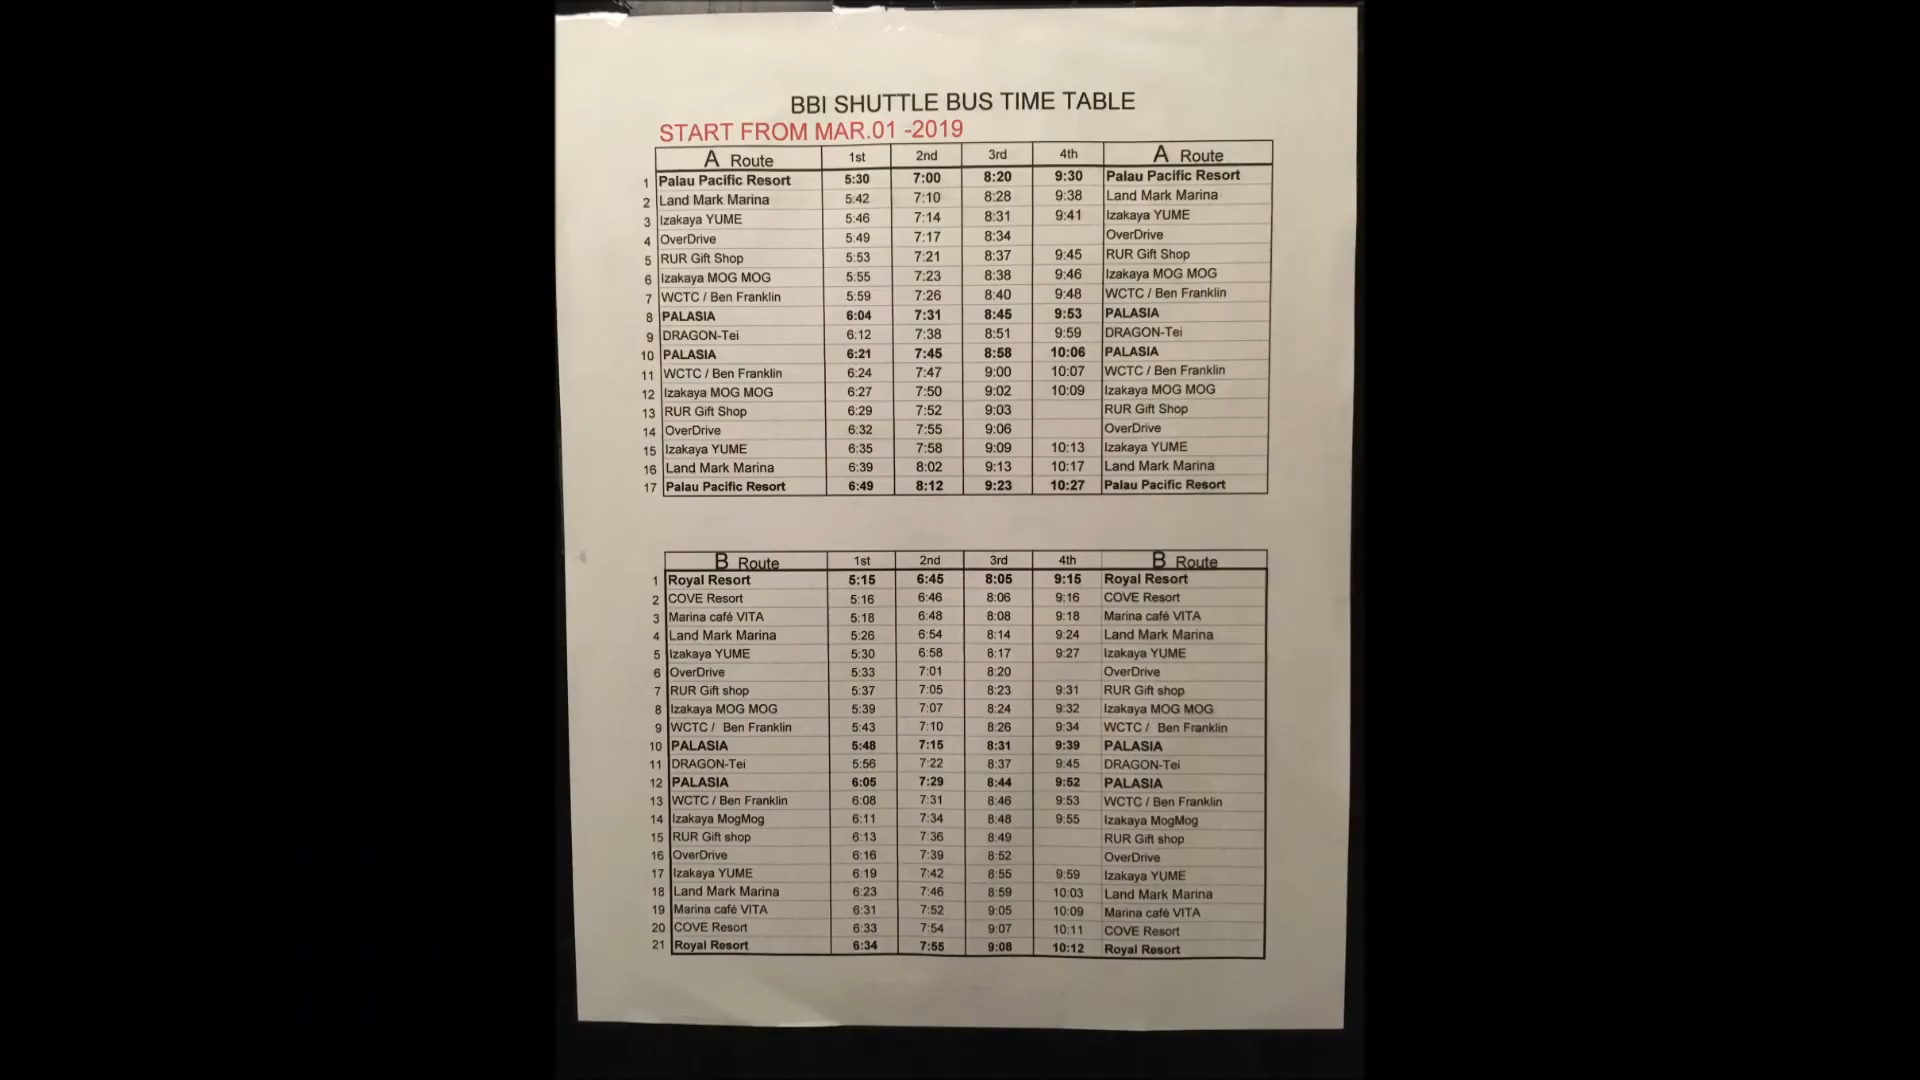 BBI SHUTTLE BUS TIME TABLE
START FROM MAR.01 -2019
A Route 1st 2nd 3rd 4th A Route
1 Palau Pacific Resort 5:30 7:00 8:20 9:30 Palau Pacific Resort
2 Land Mark Marina 5:42 7:10 8:28 9:38 Land Mark Marina
3 Izakaya YUME 5:46 7:14 8:31 9:41 Izakaya YUME
4 OverDrive 5:49 7:17 8:34 OverDrive
5 RUR Gift Shop 5:53 7:21 8:37 9:45 RUR Gift Shop
6 Izakaya MOG MOG 5:55 7:23 8:38 9:46 Izakaya MOG MOG
7 WCTC / Ben Franklin 5:59 7:26 8:40 9:48 WCTC / Ben Franklin
8 PALASIA 6:04 7:31 8:45 9:53 PALASIA
9 DRAGON-Tei 6:12 7:38 8:51 9:59 DRAGON-Tei
10 PALASIA 6:21 7:45 8:58 10:06 PALASIA
11 WCTC / Ben Franklin 6:24 7:47 9:00 10:07 WCTC / Ben Franklin
12 Izakaya MOG MOG 6:27 7:50 9:02 10:09 Izakaya MOG MOG
13 RUR Gift Shop 6:29 7:52 9:03 RUR Gift Shop
14 OverDrive 6:32 7:55 9:06 OverDrive
15 Izakaya YUME 6:35 7:58 9:09 10:13 Izakaya YUME
16 Land Mark Marina 6:39 8:02 9:13 10:17 Land Mark Marina
17 Palau Pacific Resort 6:49 8:12 9:23 10:27 Palau Pacific Resort
B Route 1st 2nd 3rd 4th B Route
1 Royal Resort 5:15 6:45 8:05 9:15 Royal Resort
2 COVE Resort 5:16 6:46 8:06 9:16 COVE Resort
3 Marina café VITA 5:18 6:48 8:08 9:18 Marina café VITA
4 Land Mark Marina 5:26 6:54 8:14 9:24 Land Mark Marina
5 Izakaya YUME 5:30 6:58 8:17 9:27 Izakaya YUME
6 OverDrive 5:33 7:01 8:20 OverDrive
7 RUR Gift shop 5:37 7:05 8:23 9:31 RUR Gift shop
8 Izakaya MOG MOG 5:39 7:07 8:24 9:32 Izakaya MOG MOG
9 WCTC / Ben Franklin 5:43 7:10 8:26 9:34 WCTC / Ben Franklin
10 PALASIA 5:48 7:15 8:31 9:39 PALASIA
11 DRAGON-Tei 5:56 7:22 8:37 9:45 DRAGON-Tei
12 PALASIA 6:05 7:29 8:44 9:52 PALASIA
13 WCTC / Ben Franklin 6:08 7:31 8:46 9:53 WCTC / Ben Franklin
14 Izakaya MogMog 6:11 7:34 8:48 9:55 Izakaya MogMog
15 RUR Gift shop 6:13 7:36 8:49 RUR Gift shop
16 OverDrive 6:16 7:39 8:52 OverDrive
17 Izakaya YUME 6:19 7:42 8:55 9:59 Izakaya YUME
18 Land Mark Marina 6:23 7:46 8:59 10:03 Land Mark Marina
19 Marina café VITA 6:31 7:52 9:05 10:09 Marina café VITA
20 COVE Resort 6:33 7:54 9:07 10:11 COVE Resort
21 Royal Resort 6:34 7:55 9:08 10:12 Royal Resort